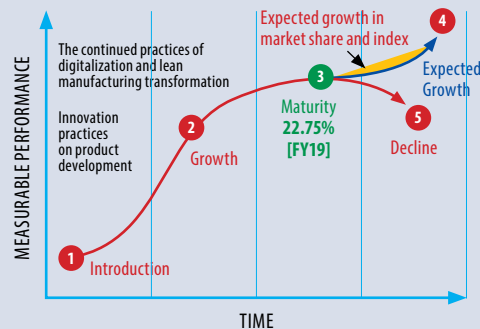 MEASURABLE PERFORMANCE
The continued practices of
digitalization and lean
manufacturing transformation
Innovation
practices
on product
development
Expected growth in
market share and index
4
Expected
Growth
3
Maturity
22.75%
[FY19]
5
Decline
2
Growth
1
Introduction
TIME